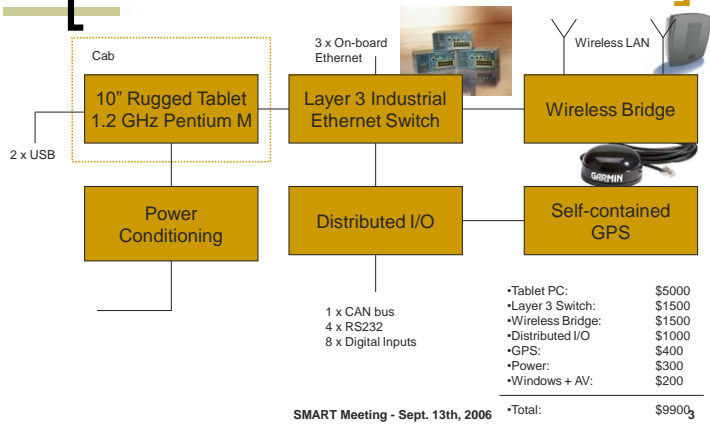 Cab
3 x On-board
Ethernet
Wireless LAN
10” Rugged Tablet
1.2 GHz Pentium M
Layer 3 Industrial
Ethernet Switch
Wireless Bridge
2 x USB
GARMIN
Power
Conditioning
Distributed I/O
Self-contained
GPS
1 x CAN bus
4 x RS232
8 x Digital Inputs
•Tablet PC: $5000
•Layer 3 Switch: $1500
•Wireless Bridge: $1500
•Distributed I/O $1000
•GPS: $400
•Power: $300
•Windows + AV: $200
•Total: $9900
SMART Meeting - Sept. 13th, 2006
3